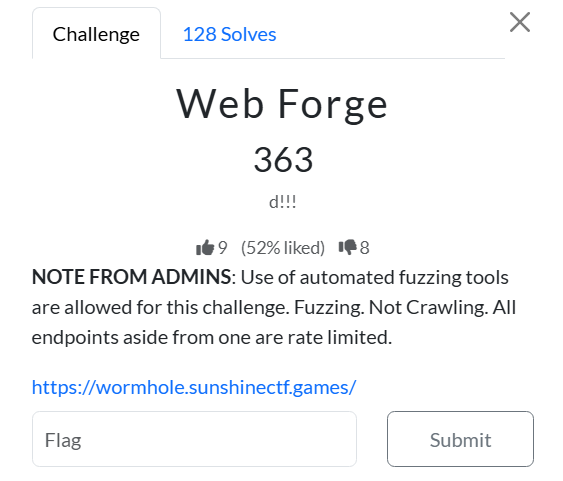 Challenge
128 Solves
Web Forge
363
d!!!
9 (52% liked) 8
NOTE FROM ADMINS: Use of automated fuzzing tools
are allowed for this challenge. Fuzzing. Not Crawling. All
endpoints aside from one are rate limited.
https://wormhole.sunshinectf.games/
Flag
Submit